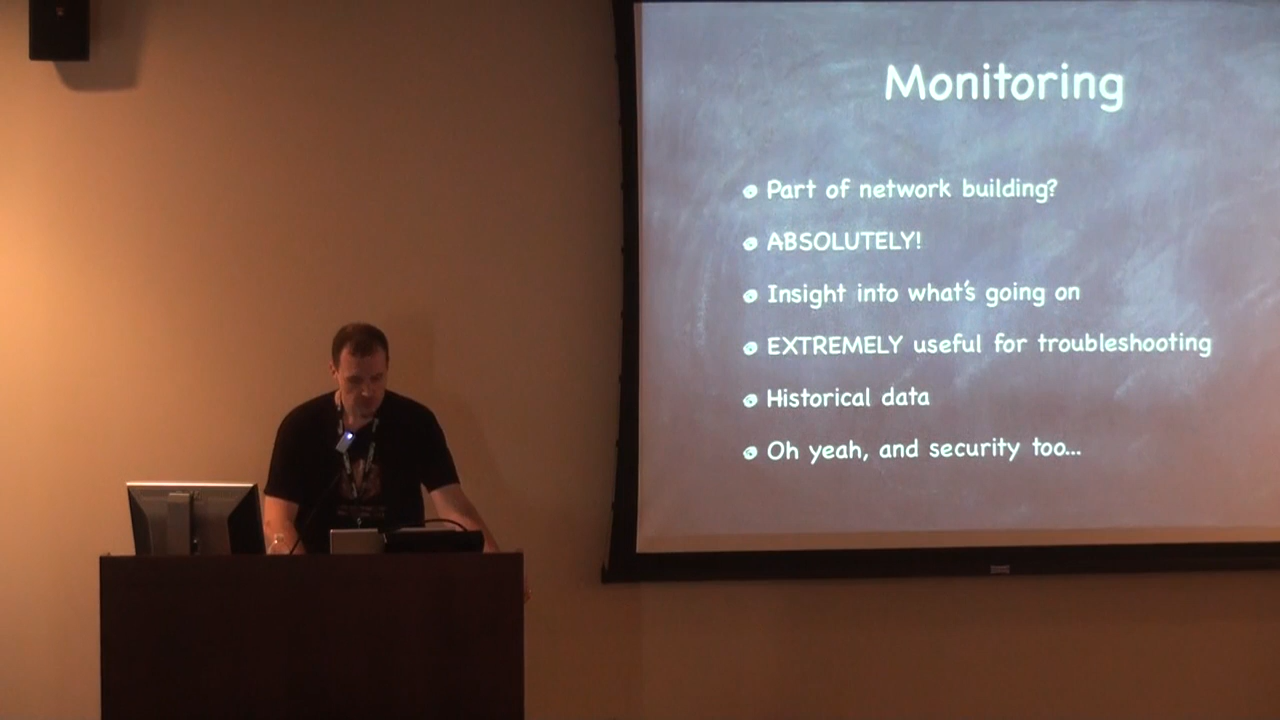 Monitoring
Part of network building?
ABSOLUTELY!
Insight into what's going on
EXTREMELY useful for troubleshooting
Historical data
Oh yeah, and security too...